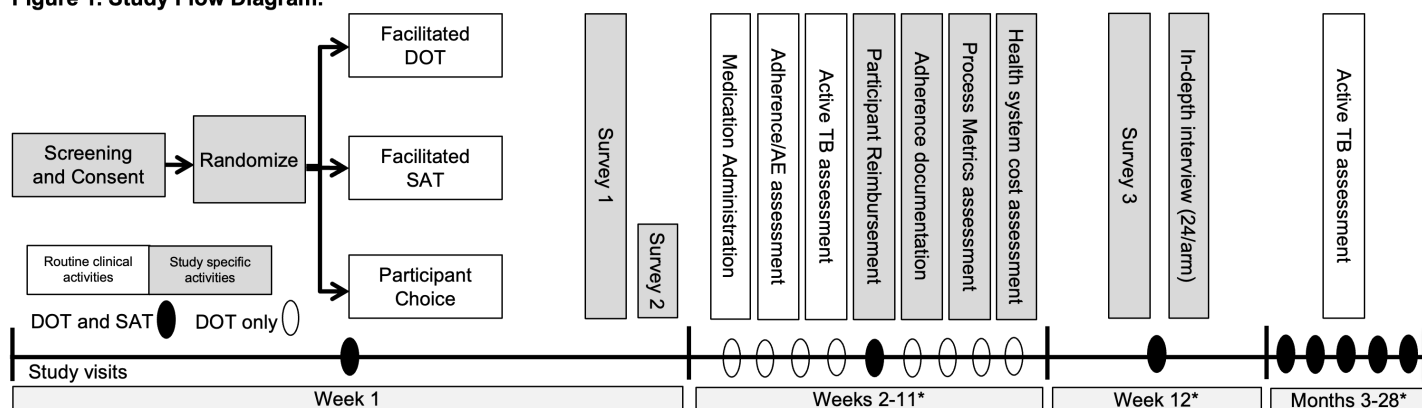 Figure 1. Study Flow Diagram.
Screening
and Consent
Randomize
Facilitated
DOT
Facilitated
SAT
Participant
Choice
Routine clinical
activities
Study specific
activities
DOT and SAT
DOT only
Survey 1
Survey 2
Medication Administration
Adherence/AE assessment
Active TB assessment
Participant Reimbursement
Adherence documentation
Process Metrics assessment
Health system cost assessment
Survey 3
In-depth interview (24/arm)
Active TB assessment
Study visits
Week 1
Weeks 2-11*
Week 12*
Months 3-28*